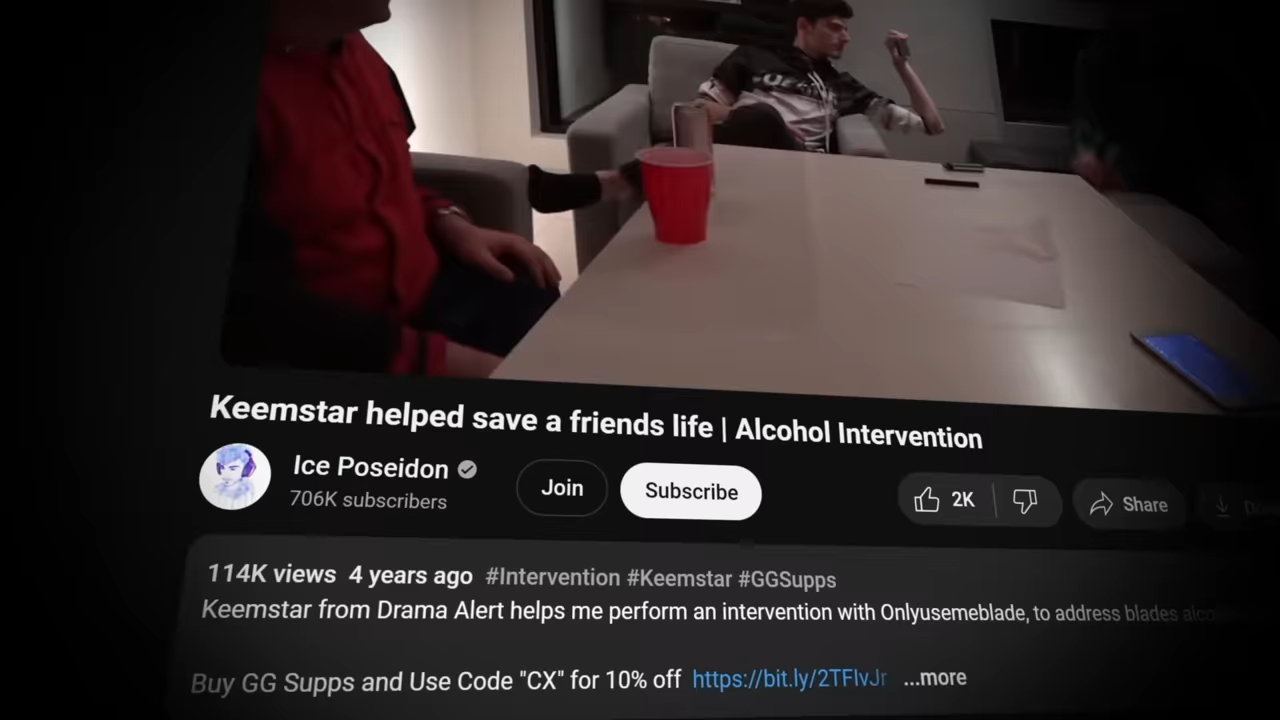 Keemstar helped save a friends life | Alcohol Intervention
Ice Poseidon
706K subscribers
Join
Subscribe
2K
Share
114K views 4 years ago #Intervention #Keemstar #GGSupps
Keemstar from Drama Alert helps me perform an intervention with Onlyusemeblade, to address blades
Buy GG Supps and Use Code "CX" for 10% off https://bit.ly/2TFlvJr ...more